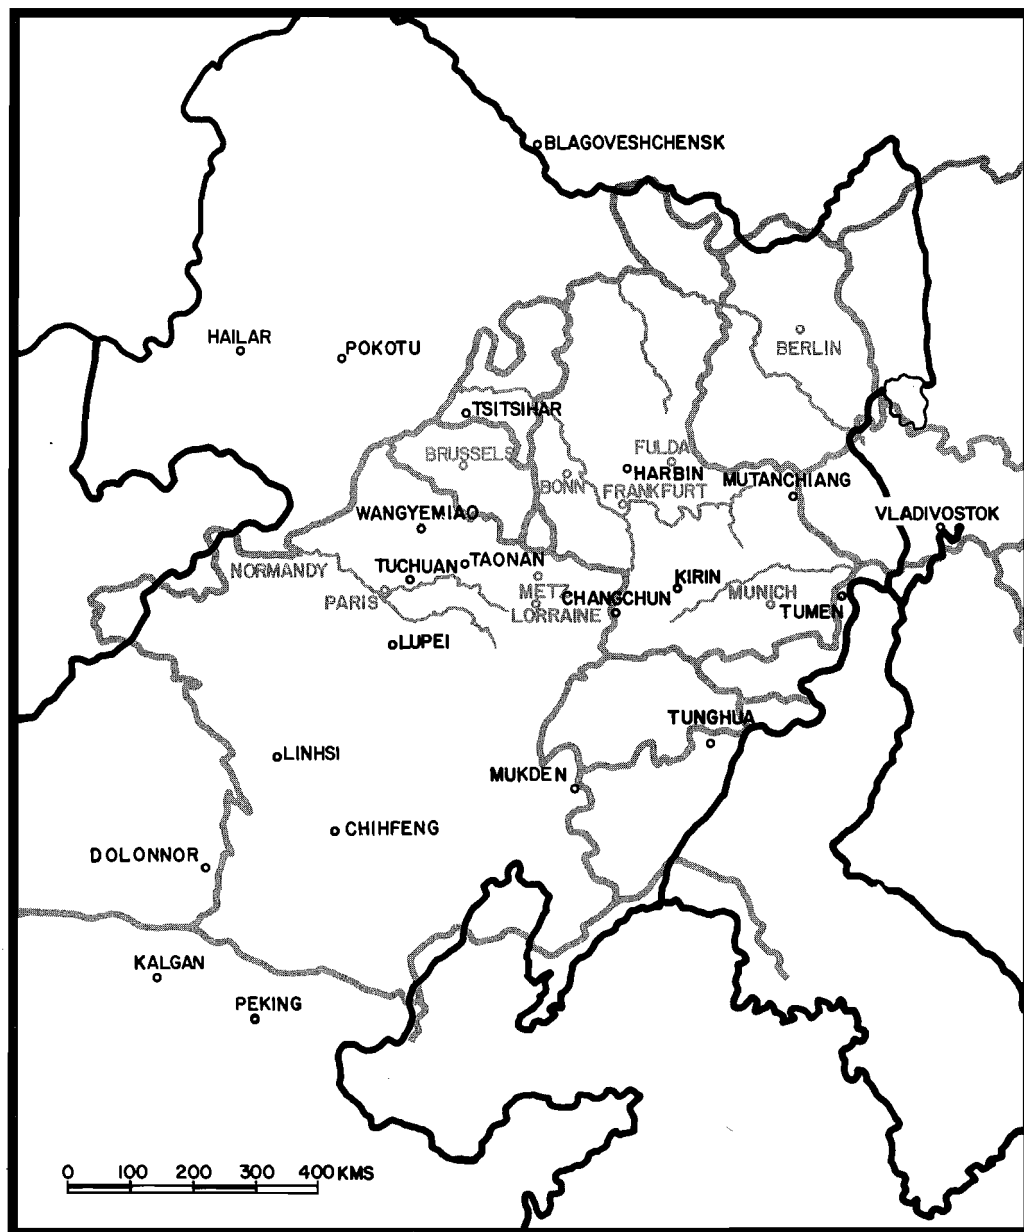 BLAGOVESHCHENSK
HAILAR
POKOTU
BERLIN
TSITSIHAR
BRUSSELS
FULDA
HARBIN
BONN
FRANKFURT
MUTANCHIANG
WANGYEMIAO
VLADIVOSTOK
NORMANDY
TUCHUAN
TAONAN
PARIS
METZ
LORRAINE
CHANGCHUN
KIRIN
MUNICH
TUMEN
LUPEI
TUNGHUA
LINHSI
MUKDEN
CHIHFENG
DOLONNOR
KALGAN
PEKING
0 100 200 300 400 KMS